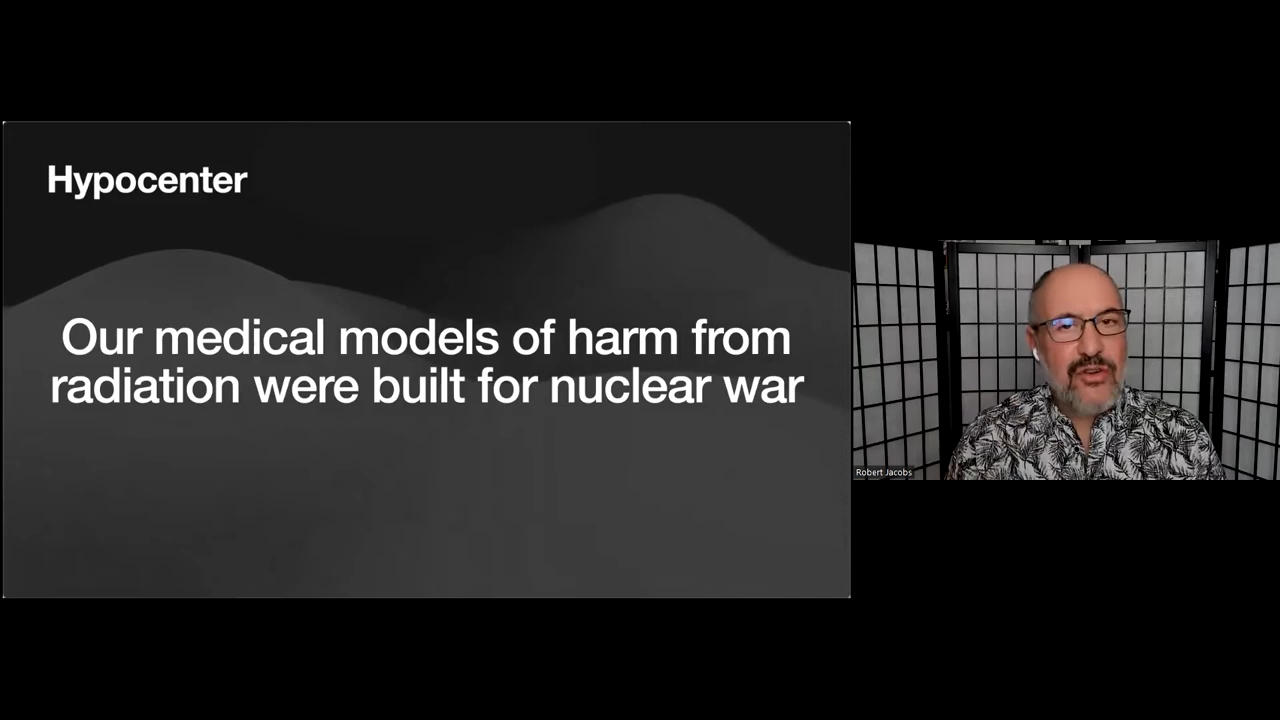 Hypocenter
Our medical models of harm from
radiation were built for nuclear war
Robert Jacobs